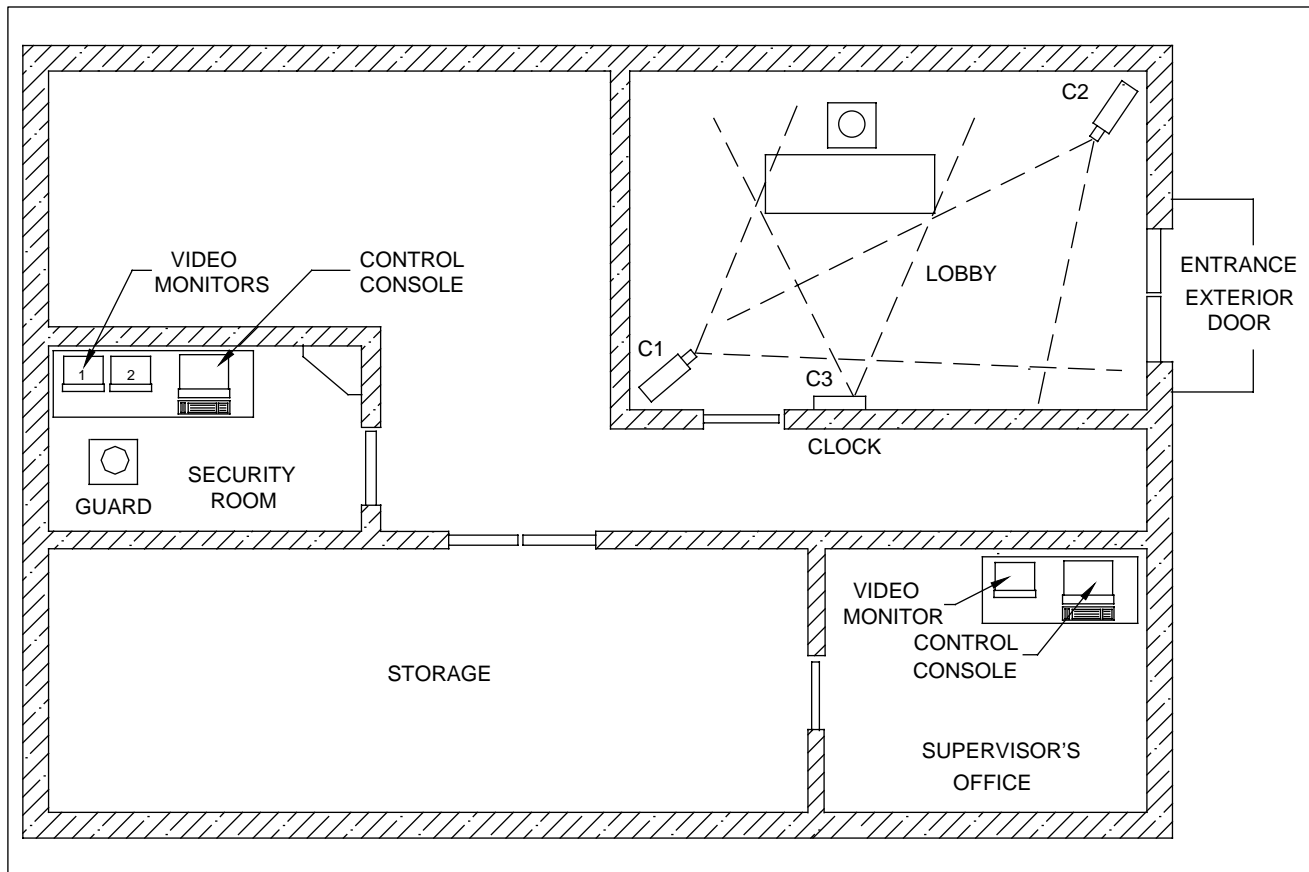 C2
VIDEO
MONITORS
CONTROL
CONSOLE
LOBBY
ENTRANCE
EXTERIOR
DOOR
C1
C3
1
2
CLOCK
SECURITY
ROOM
GUARD
VIDEO
MONITOR
CONTROL
CONSOLE
STORAGE
SUPERVISOR'S
OFFICE